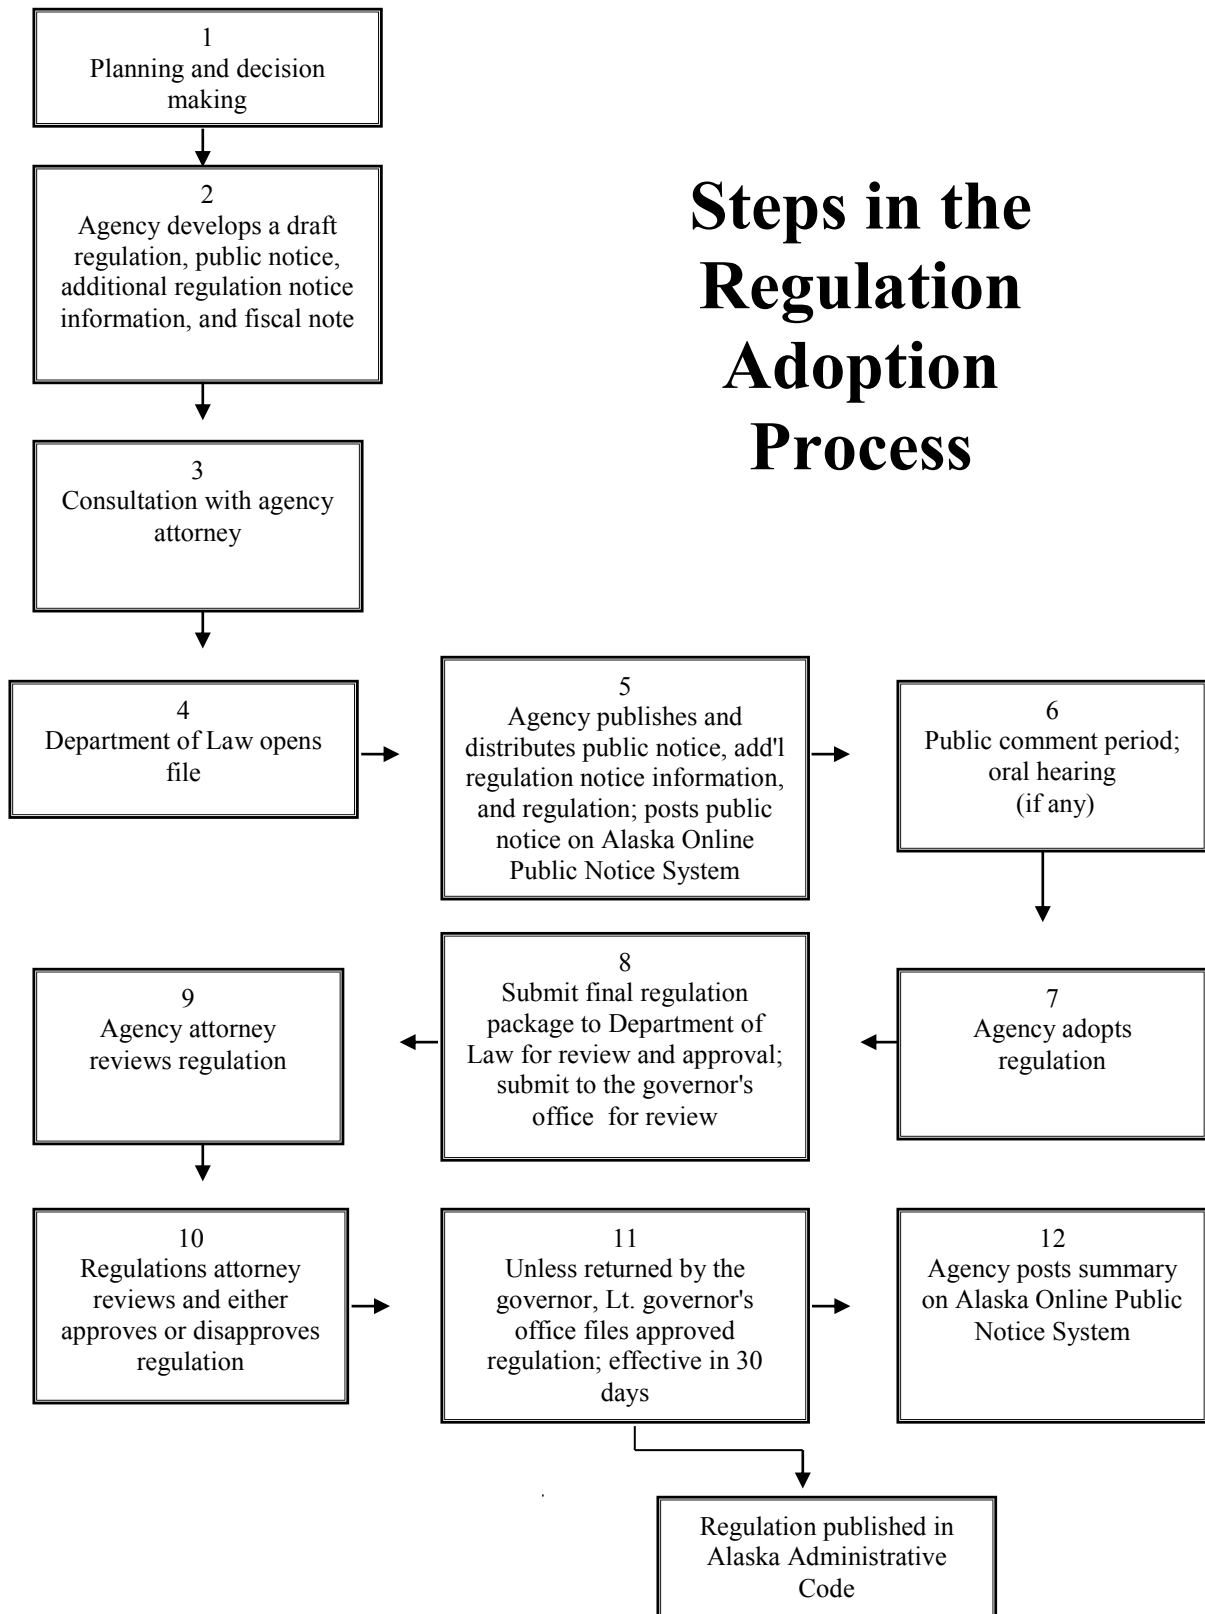 1
Planning and decision
making
2
Agency develops a draft
regulation, public notice,
additional regulation notice
information, and fiscal note
Steps in the
Regulation
Adoption
Process
3
Consultation with agency
attorney
4
Department of Law opens
file
5
Agency publishes and
distributes public notice, add'l
regulation notice information,
and regulation; posts public
notice on Alaska Online
Public Notice System
6
Public comment period;
oral hearing
(if any)
7
Agency adopts
regulation
8
Submit final regulation
package to Department of
Law for review and approval;
submit to the governor's
office  for review
9
Agency attorney
reviews regulation
10
Regulations attorney
reviews and either
approves or disapproves
regulation
11
Unless returned by the
governor, Lt. governor's
office files approved
regulation; effective in 30
days
12
Agency posts summary
on Alaska Online Public
Notice System
Regulation published in
Alaska Administrative
Code